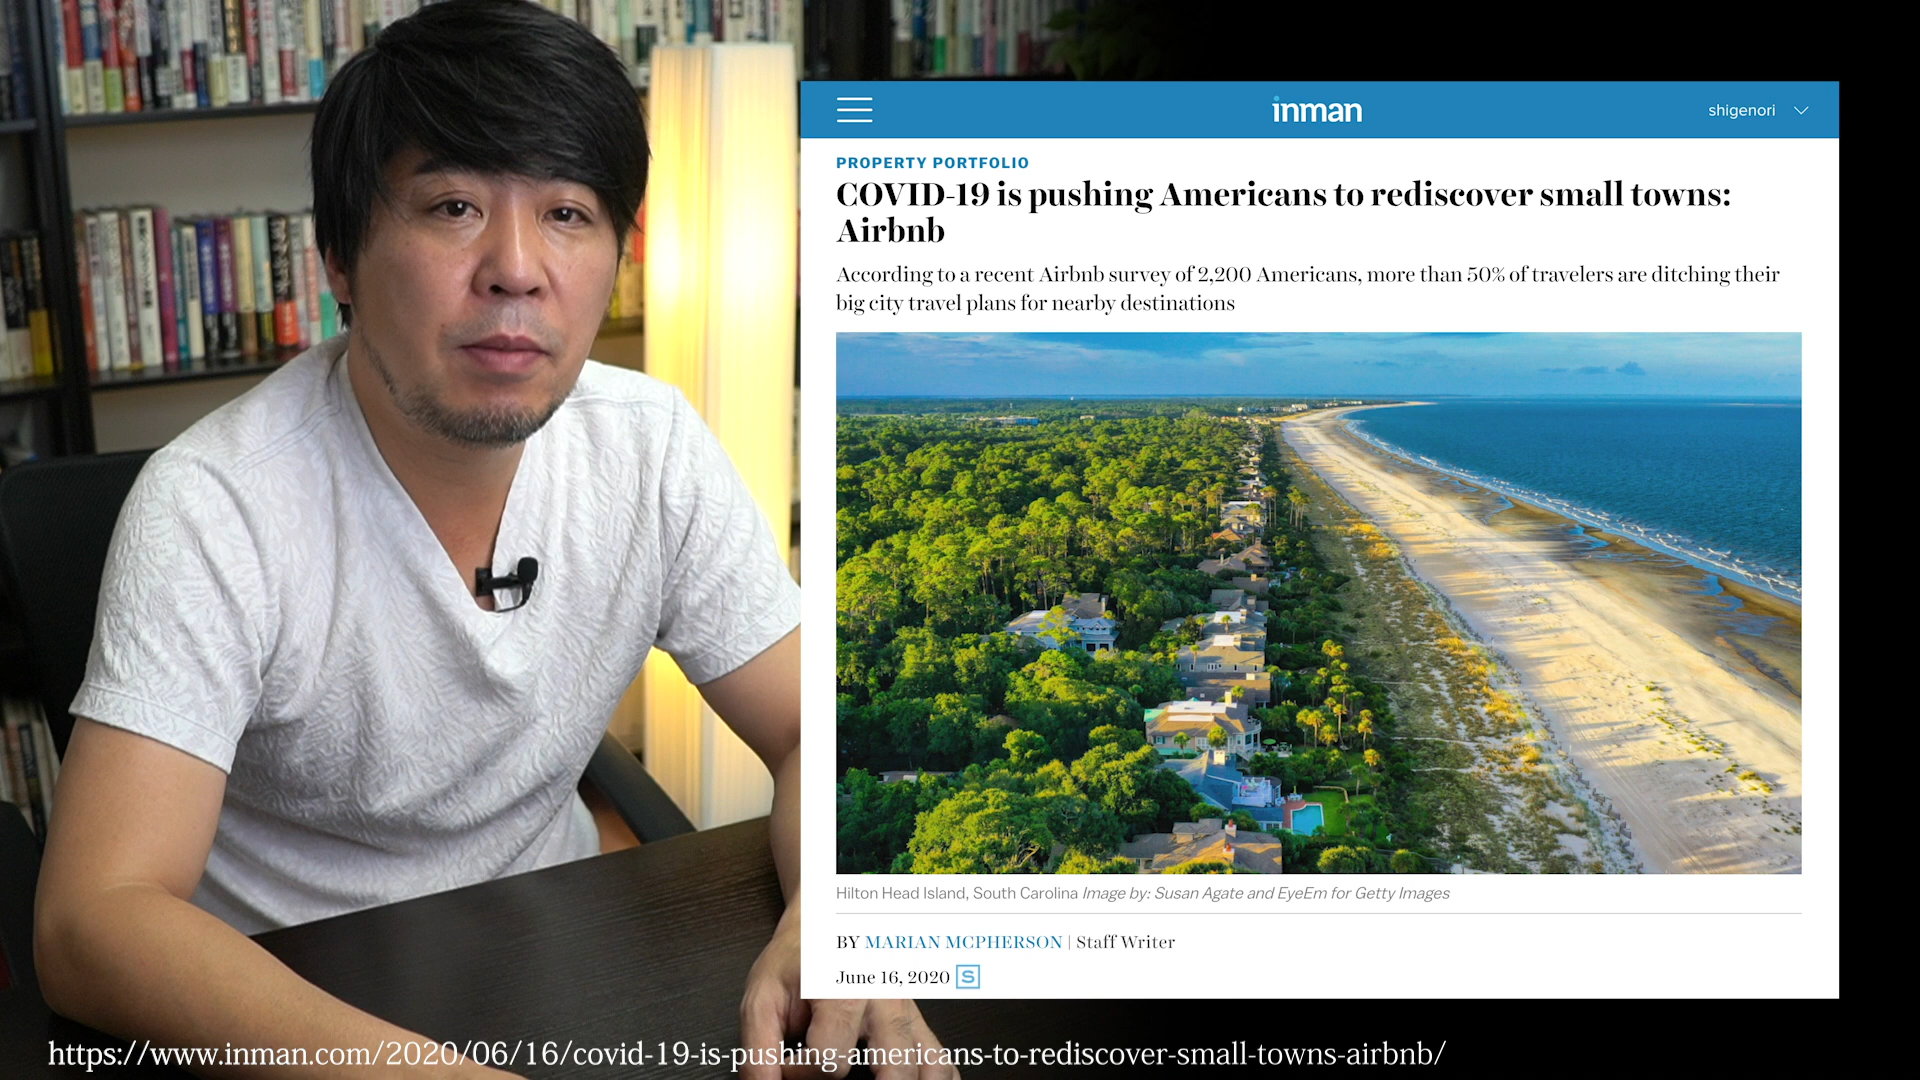 inman
shigenori
PROPERTY PORTFOLIO
COVID-19 is pushing Americans to rediscover small towns:
Airbnb
According to a recent Airbnb survey of 2,200 Americans, more than 50% of travelers are ditching their
big city travel plans for nearby destinations
Hilton Head Island, South Carolina Image by: Susan Agate and EyeEm for Getty Images
BY MARIAN MCPHERSON | Staff Writer
June 16, 2020 S
https://www.inman.com/2020/06/16/covid-19-is-pushing-americans-to-rediscover-small-towns-airbnb/